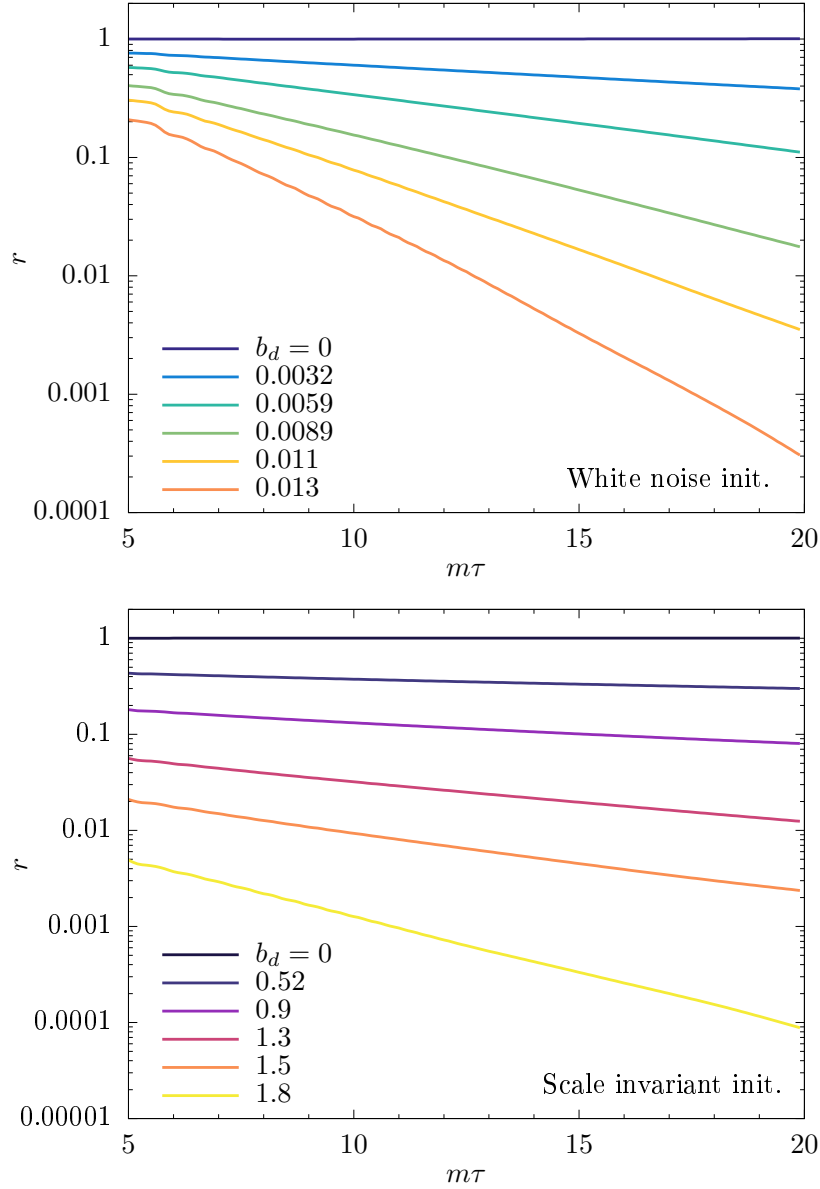 1
0.1
0.01
0.001
0.0001
r
b_d = 0
0.0032
0.0059
0.0089
0.011
0.013
White noise init.
5 10 15 20
mτ
1
0.1
0.01
0.001
0.0001
0.00001
r
b_d = 0
0.52
0.9
1.3
1.5
1.8
Scale invariant init.
5 10 15 20
mτ